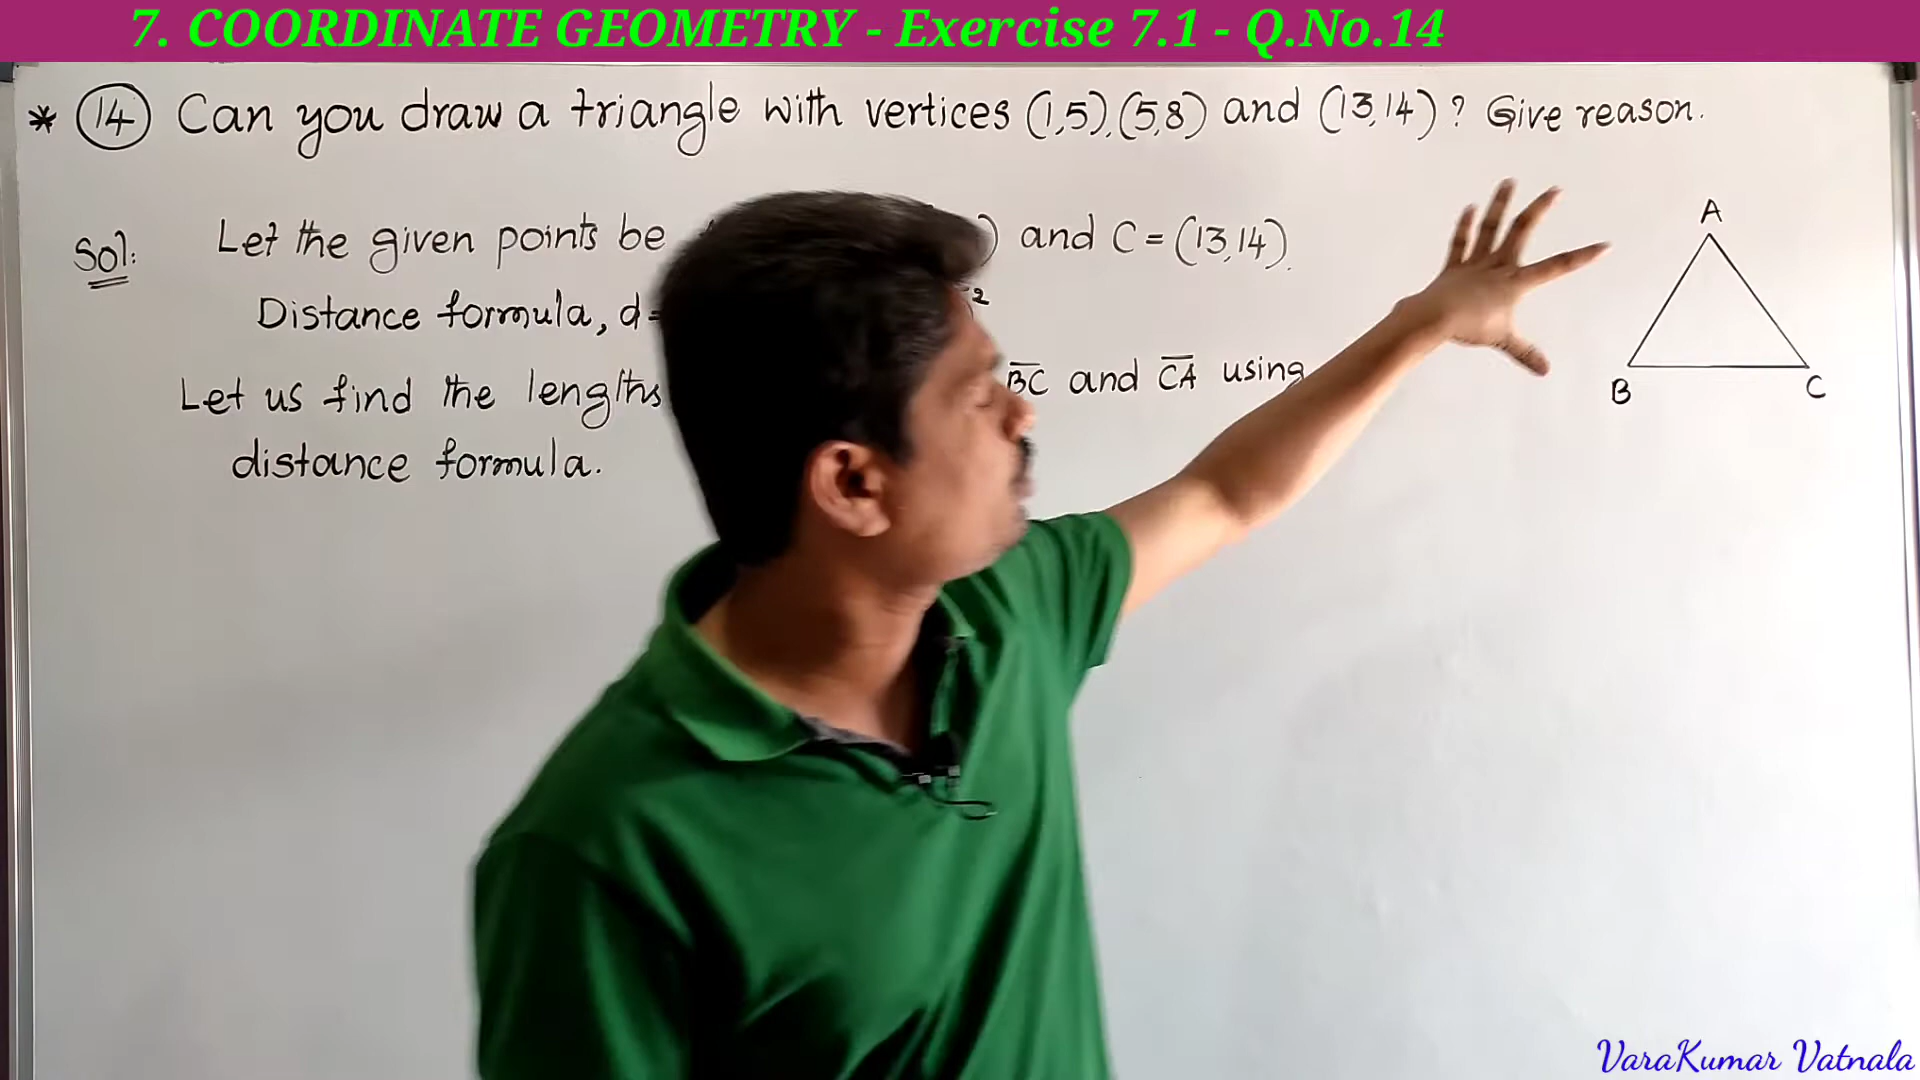 7. COORDINATE GEOMETRY - Exercise 7.1 - Q.No.14
* 14 Can you draw a triangle with vertices (1,5),(5,8) and (13,14)? Give reason.
Sol: Let the given points be ) and C = (13,14).
Distance formula, d= 2
Let us find the lengths BC and CA using
distance formula.
A
B C
VaraKumar Vatnala